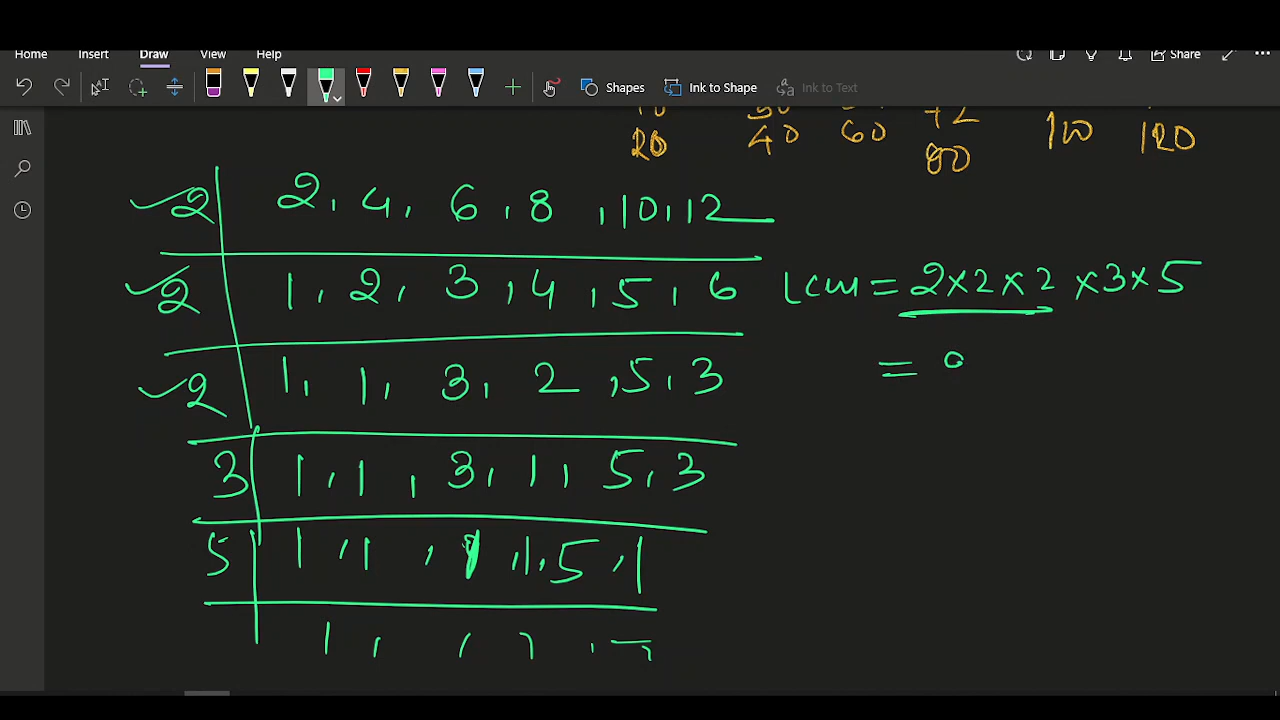 Home Insert Draw View Help Share
Shapes Ink to Shape Ink to Text
20 40 60 80 100 120
2 2, 4, 6, 8, 10, 12
2 1, 2, 3, 4, 5, 6 LCM = 2×2×2×3×5
2 1, 1, 3, 2, 5, 3 =
3 1, 1, 3, 1, 5, 3
5 1, 1, 1, 1, 5, 1